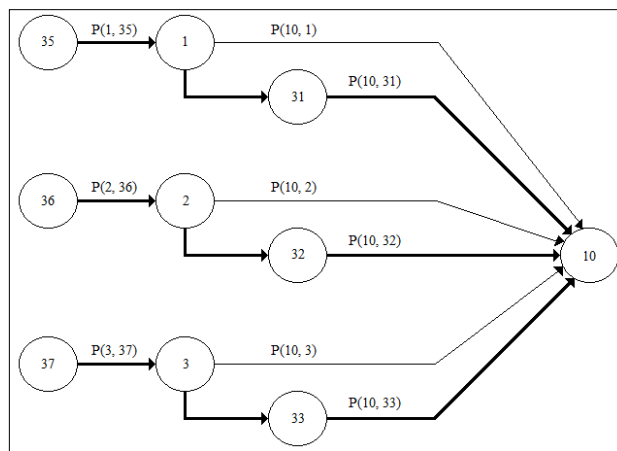 35 P(1, 35) 1 P(10, 1)
31 P(10, 31)
36 P(2, 36) 2 P(10, 2)
32 P(10, 32) 10
37 P(3, 37) 3 P(10, 3)
33 P(10, 33)